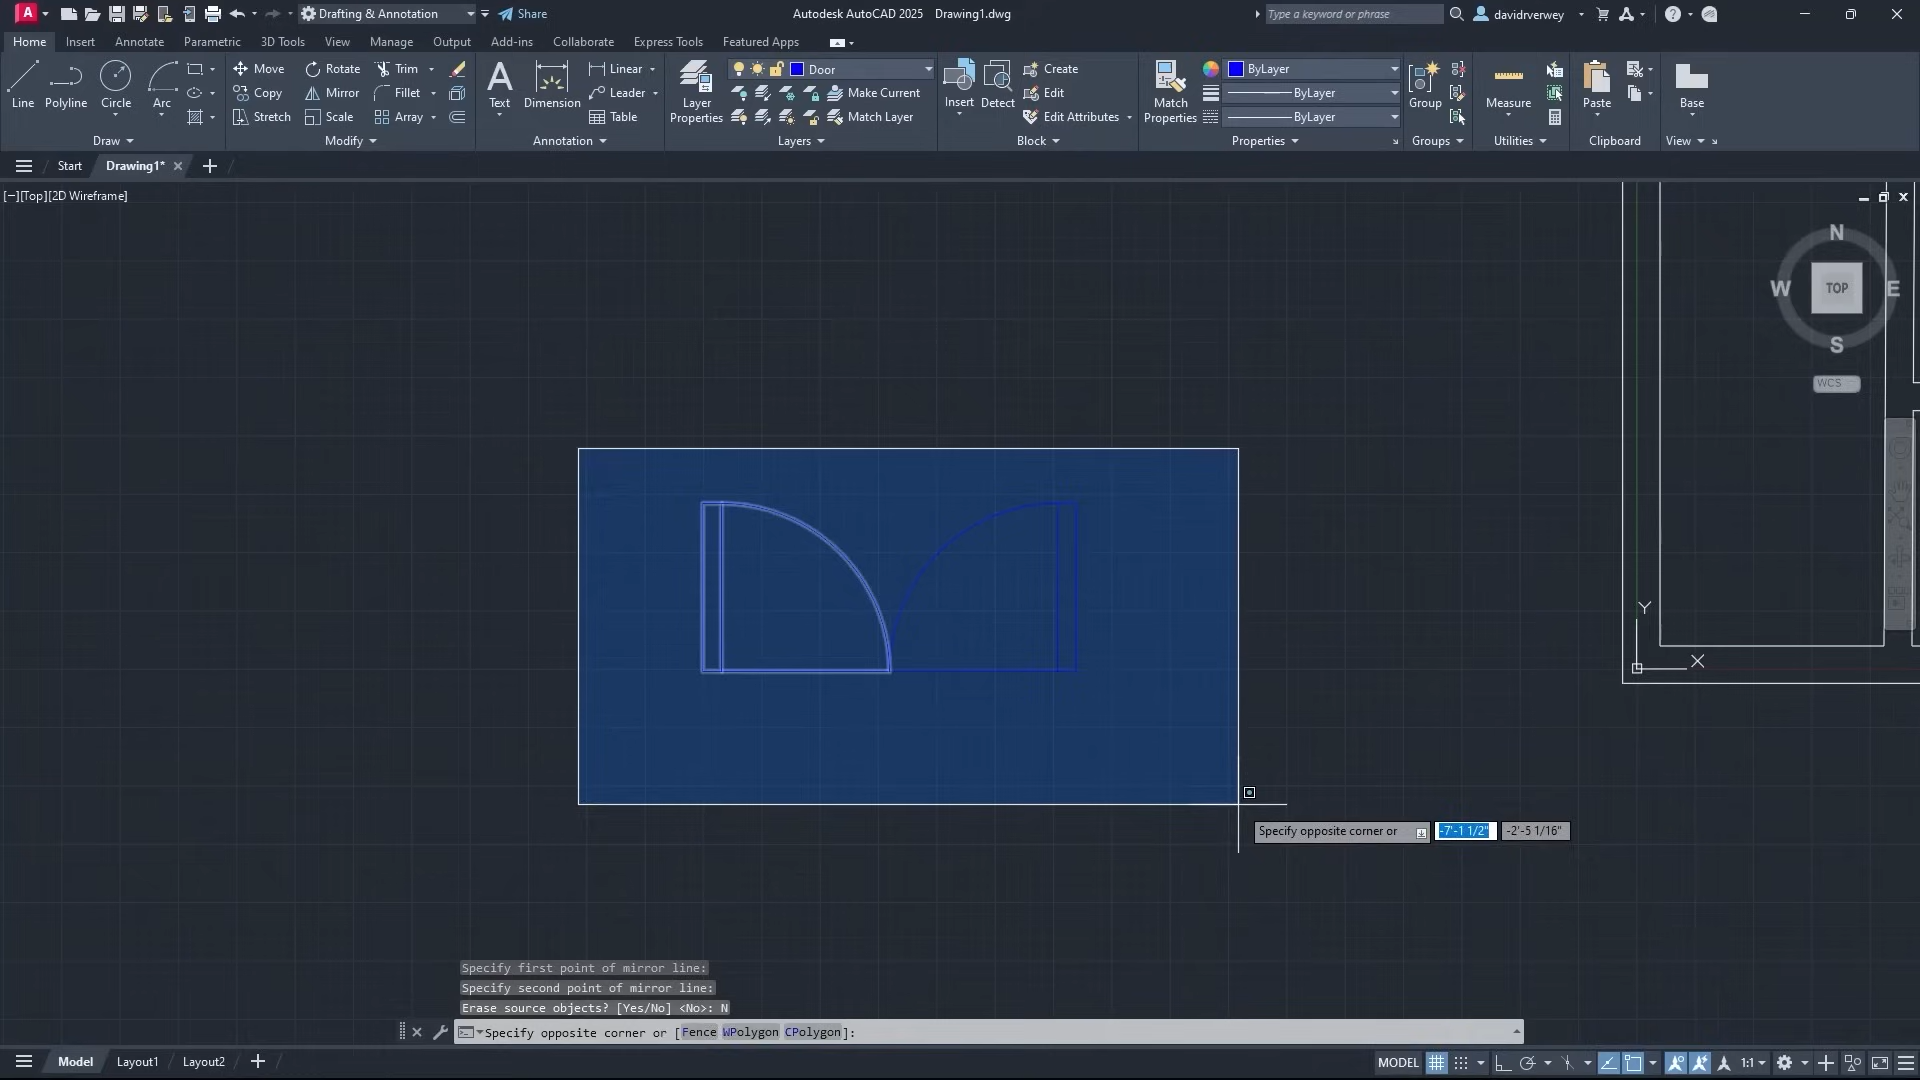 A Drafting & Annotation Share Autodesk AutoCAD 2025 Drawing1.dwg Type a keyword or phrase davidrverwey
Home Insert Annotate Parametric 3D Tools View Manage Output Add-ins Collaborate Express Tools Featured Apps
Line Polyline Circle Arc
Move Rotate Trim
Copy Mirror Fillet
Stretch Scale Array
Text Dimension
Linear
Leader
Table
Layer Properties
Door
Make Current
Match Layer
Insert Detect
Create
Edit
Edit Attributes
Match Properties
ByLayer
ByLayer
ByLayer
Group
Measure
Paste
Base
Draw Modify Annotation Layers Block Properties Groups Utilities Clipboard View
Start Drawing1*
[−][Top][2D Wireframe]
N
W TOP E
S
WCS
Y
X
Specify opposite corner or -7'-1 1/2" -2'-5 1/16"
Specify first point of mirror line:
Specify second point of mirror line:
Erase source objects? [Yes/No] <No>: N
Specify opposite corner or [Fence WPolygon CPolygon]:
Model Layout1 Layout2 MODEL 1:1